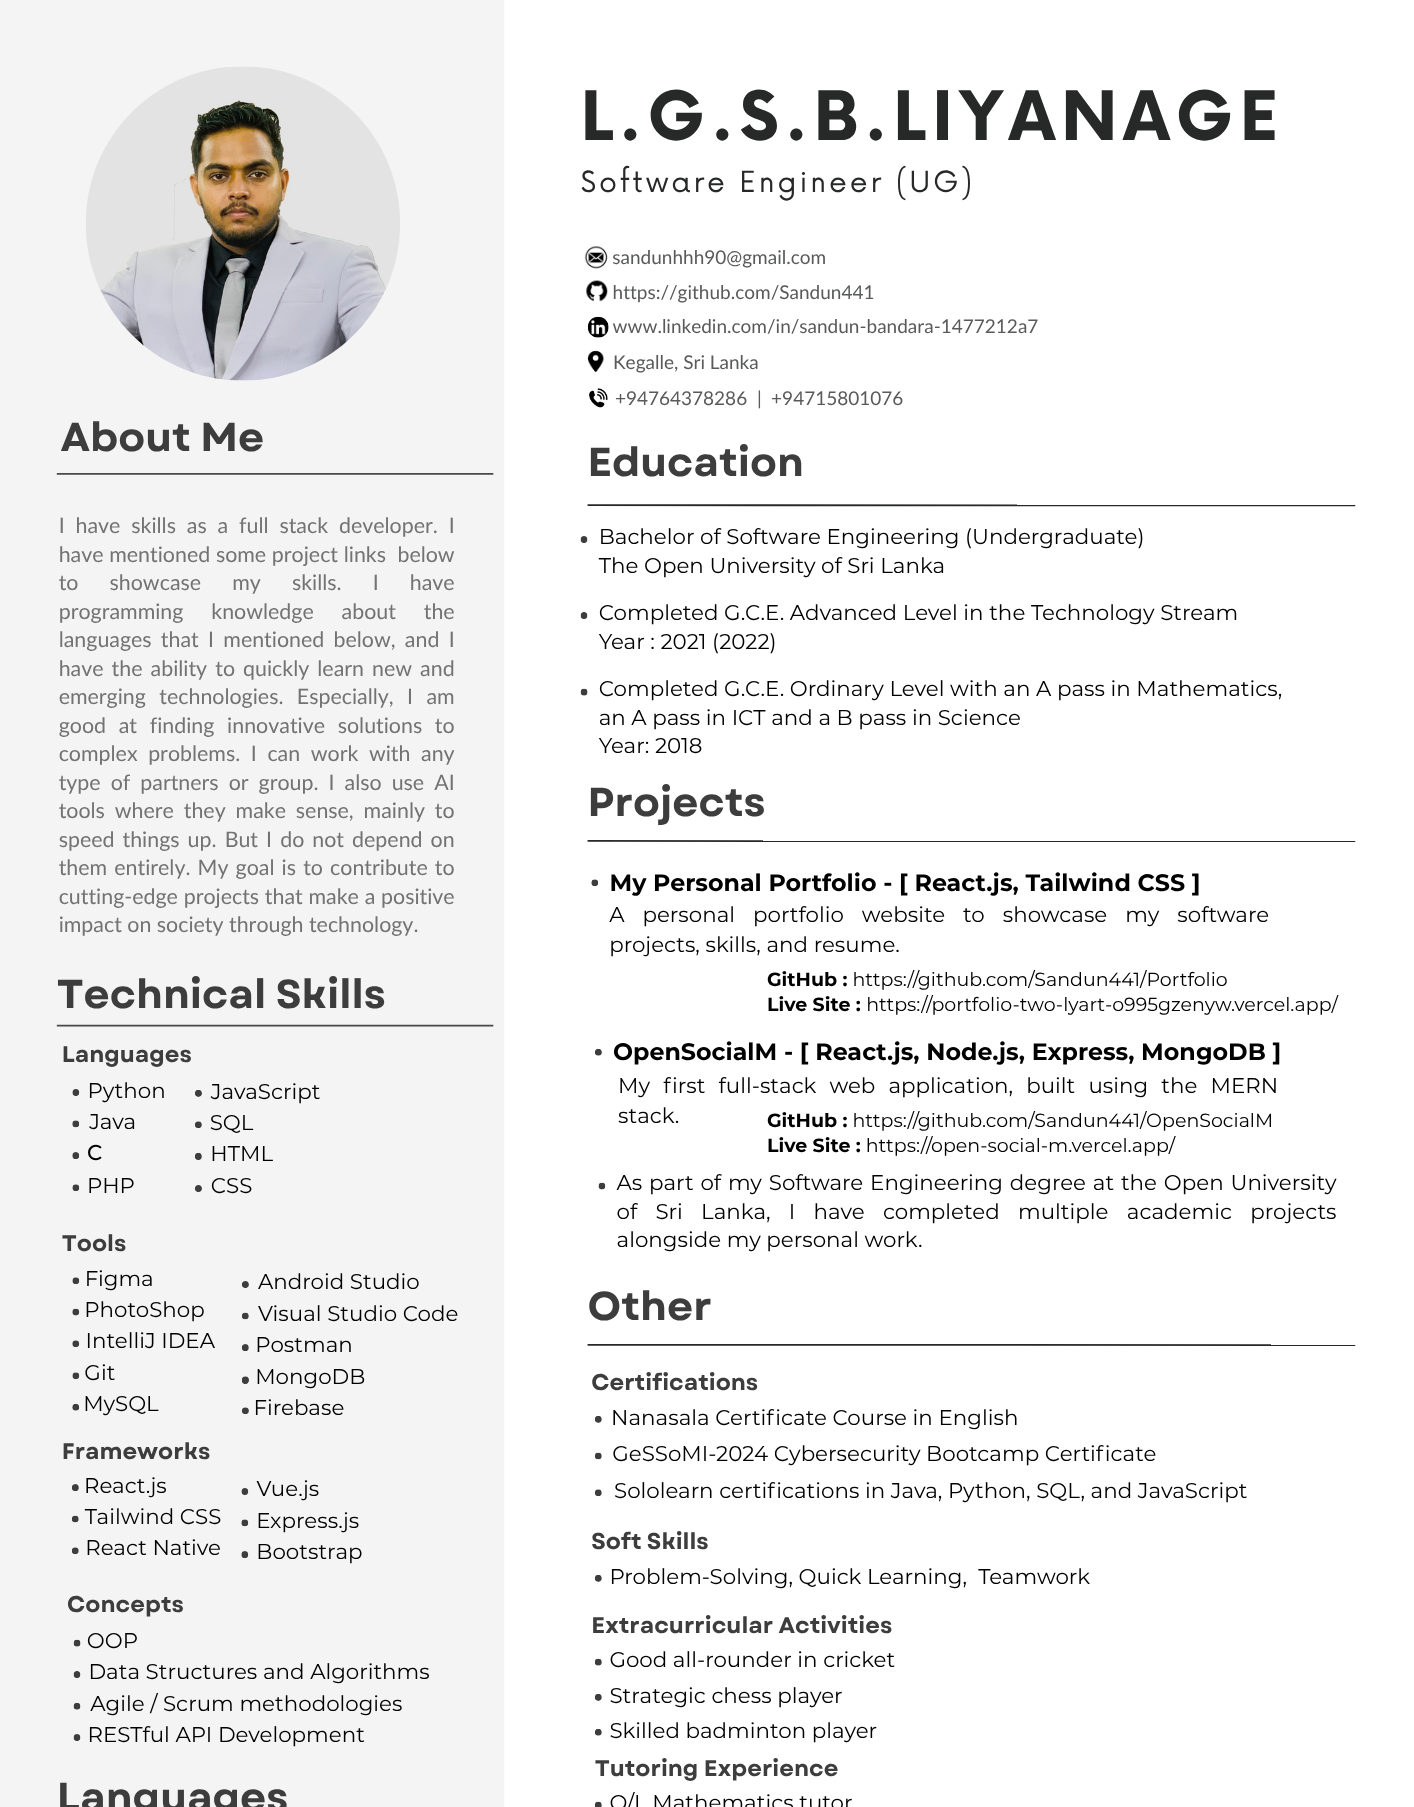 L.G.S.B.LIYANAGE
Software Engineer (UG)
sandunhhh90@gmail.com
https://github.com/Sandun441
www.linkedin.com/in/sandun-bandara-1477212a7
Kegalle, Sri Lanka
+94764378286 | +94715801076
About Me
I have skills as a full stack developer. I
have mentioned some project links below
to showcase my skills. I have
programming knowledge about the
languages that I mentioned below, and I
have the ability to quickly learn new and
emerging technologies. Especially, I am
good at finding innovative solutions to
complex problems. I can work with any
type of partners or group. I also use AI
tools where they make sense, mainly to
speed things up. But I do not depend on
them entirely. My goal is to contribute to
cutting-edge projects that make a positive
impact on society through technology.
Technical Skills
Languages
• Python • JavaScript
• Java • SQL
• C • HTML
• PHP • CSS
Tools
• Figma • Android Studio
• PhotoShop • Visual Studio Code
• IntelliJ IDEA • Postman
• Git • MongoDB
• MySQL • Firebase
Frameworks
• React.js • Vue.js
• Tailwind CSS • Express.js
• React Native • Bootstrap
Concepts
• OOP
• Data Structures and Algorithms
• Agile / Scrum methodologies
• RESTful API Development
Languages
Education
• Bachelor of Software Engineering (Undergraduate)
The Open University of Sri Lanka
• Completed G.C.E. Advanced Level in the Technology Stream
Year : 2021 (2022)
• Completed G.C.E. Ordinary Level with an A pass in Mathematics,
an A pass in ICT and a B pass in Science
Year: 2018
Projects
• My Personal Portfolio - [ React.js, Tailwind CSS ]
A personal portfolio website to showcase my software
projects, skills, and resume.
GitHub : https://github.com/Sandun441/Portfolio
Live Site : https://portfolio-two-lyart-o995gzenyw.vercel.app/
• OpenSocialM - [ React.js, Node.js, Express, MongoDB ]
My first full-stack web application, built using the MERN
stack.
GitHub : https://github.com/Sandun441/OpenSocialM
Live Site : https://open-social-m.vercel.app/
• As part of my Software Engineering degree at the Open University
of Sri Lanka, I have completed multiple academic projects
alongside my personal work.
Other
Certifications
• Nanasala Certificate Course in English
• GeSSoMI-2024 Cybersecurity Bootcamp Certificate
• Sololearn certifications in Java, Python, SQL, and JavaScript
Soft Skills
• Problem-Solving, Quick Learning, Teamwork
Extracurricular Activities
• Good all-rounder in cricket
• Strategic chess player
• Skilled badminton player
Tutoring Experience
• O/L Mathematics tutor